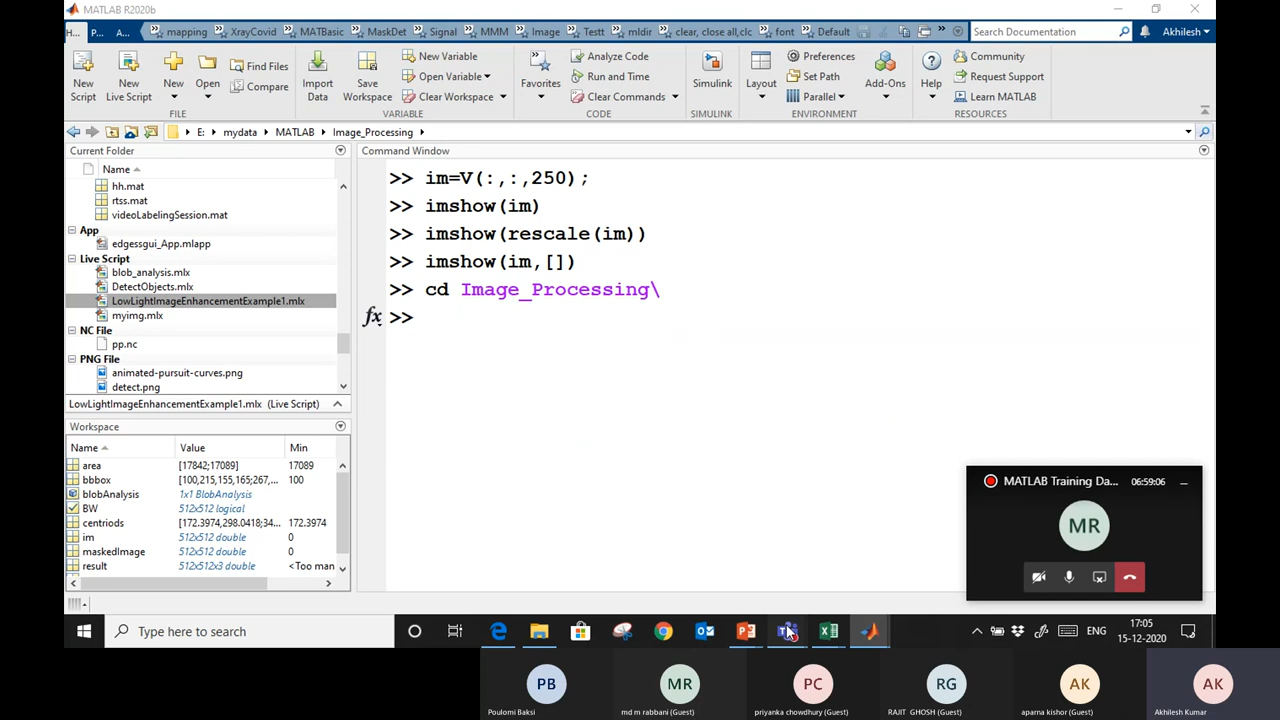 MATLAB R2020b
H... P... A... mapping XrayCovid MATBasic MaskDet Signal MMM Image Testt mldir clear, close all,clc font Default Search Documentation Akhilesh
New Script
New Live Script
New
Open
Find Files
Compare
Import Data
Save Workspace
New Variable
Open Variable
Clear Workspace
Favorites
Analyze Code
Run and Time
Clear Commands
Simulink
Layout
Preferences
Set Path
Parallel
Add-Ons
Help
Community
Request Support
Learn MATLAB
FILE VARIABLE CODE SIMULINK ENVIRONMENT RESOURCES
E: mydata MATLAB Image_Processing
Current Folder
Name
hh.mat
rtss.mat
videoLabelingSession.mat
App
edgessgui_App.mlapp
Live Script
blob_analysis.mlx
DetectObjects.mlx
LowLightImageEnhancementExample1.mlx
myimg.mlx
NC File
pp.nc
PNG File
animated-pursuit-curves.png
detect.png
LowLightImageEnhancementExample1.mlx (Live Script)
Workspace
Name Value Min
area [17842;17089] 17089
bbbox [100,215,155,165;267,... 100
blobAnalysis 1x1 BlobAnalysis
BW 512x512 logical
centriods [172.3974,298.0418;34... 172.3974
im 512x512 double 0
maskedImage 512x512 double 0
result 512x512x3 double <Too man
Command Window
>> im=V(:,:,250);
>> imshow(im)
>> imshow(rescale(im))
>> imshow(im,[])
>> cd Image_Processing\
fx >>
MATLAB Training Da... 06:59:06
MR
Type here to search
ENG
17:05
15-12-2020
PB MR PC RG AK AK
Poulomi Baksi md m rabbani (Guest) priyanka chowdhury (Guest) RAJIT GHOSH (Guest) aparna kishor (Guest) Akhilesh Kumar